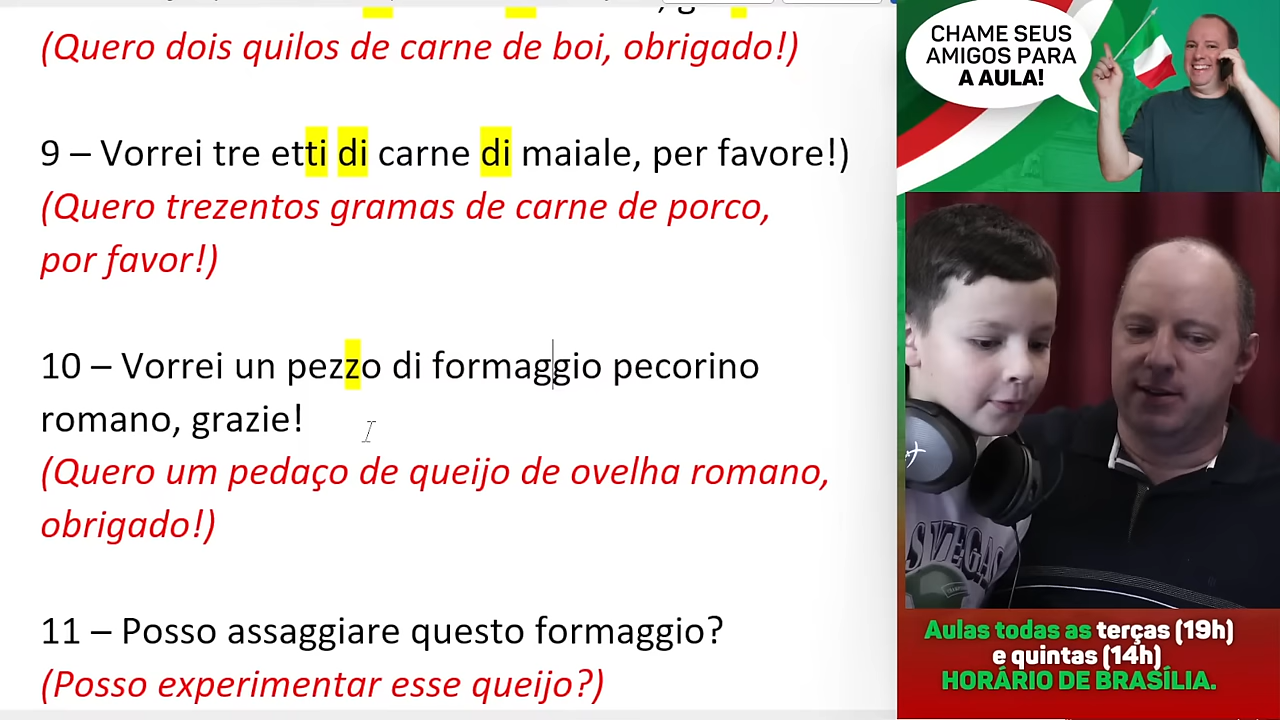 (Quero dois quilos de carne de boi, obrigado!)
9 – Vorrei tre etti di carne di maiale, per favore!)
(Quero trezentos gramas de carne de porco,
por favor!)
10 – Vorrei un pezzo di formaggio pecorino
romano, grazie!
(Quero um pedaço de queijo de ovelha romano,
obrigado!)
11 – Posso assaggiare questo formaggio?
(Posso experimentar esse queijo?)
CHAME SEUS
AMIGOS PARA
A AULA!
VEGAS
Aulas todas as terças (19h)
e quintas (14h)
HORÁRIO DE BRASÍLIA.